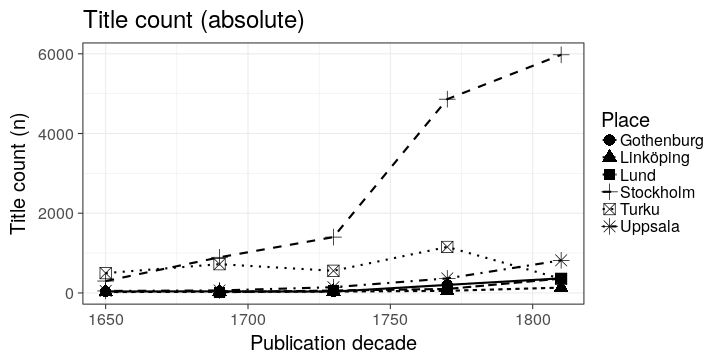 Title count (absolute)
6000
4000
2000
0
Title count (n)
1650
1700
1750
1800
Publication decade
Place
Gothenburg
Linköping
Lund
Stockholm
Turku
Uppsala